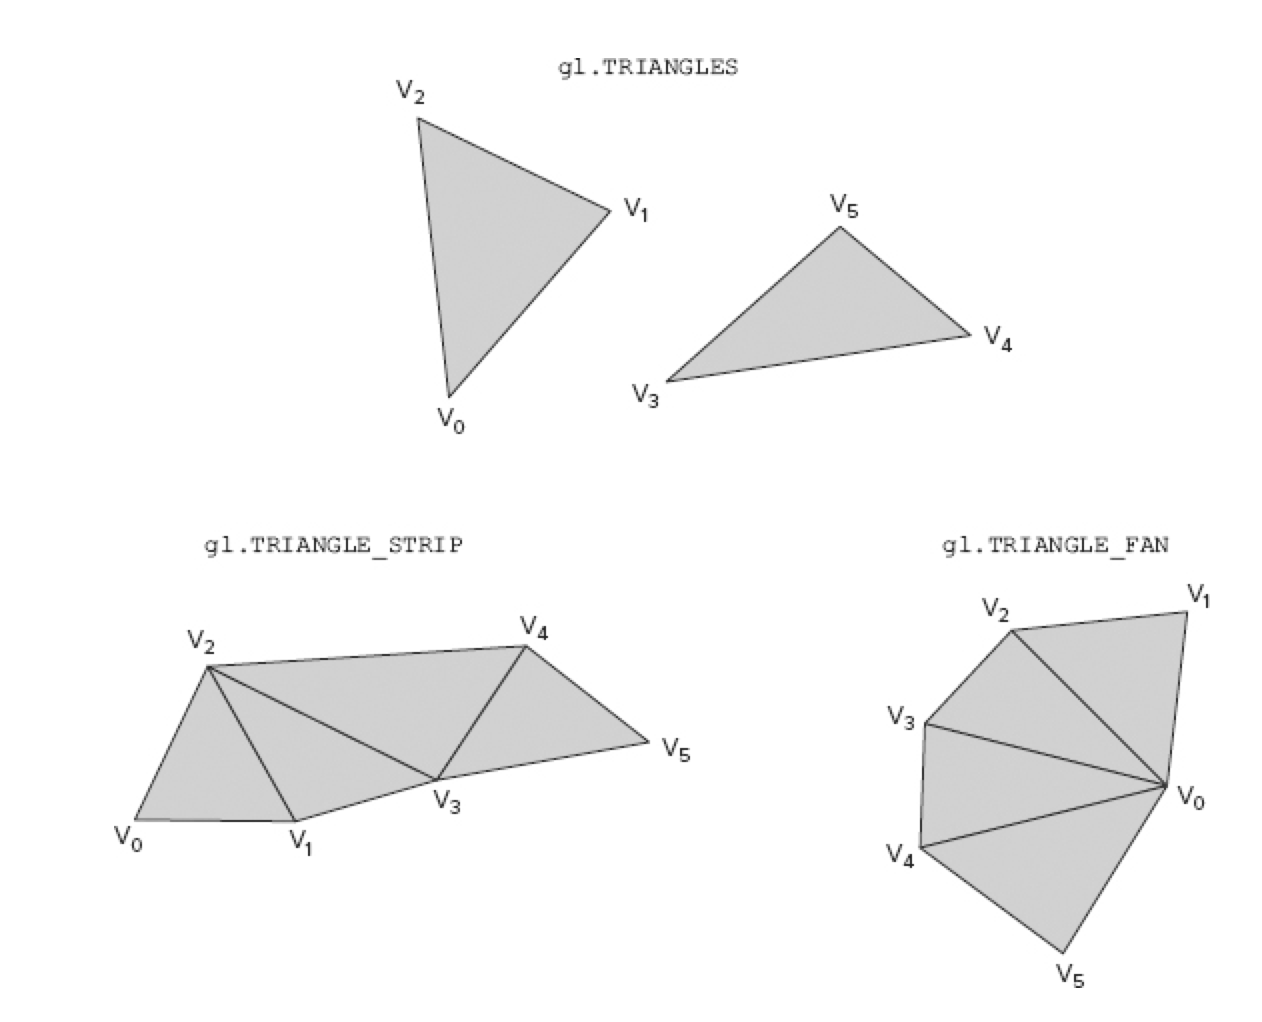 gl.TRIANGLES
V2
V1
V5
V4
V3
V0
gl.TRIANGLE_STRIP
V2
V4
V5
V3
V0
V1
gl.TRIANGLE_FAN
V1
V2
V3
V0
V4
V5